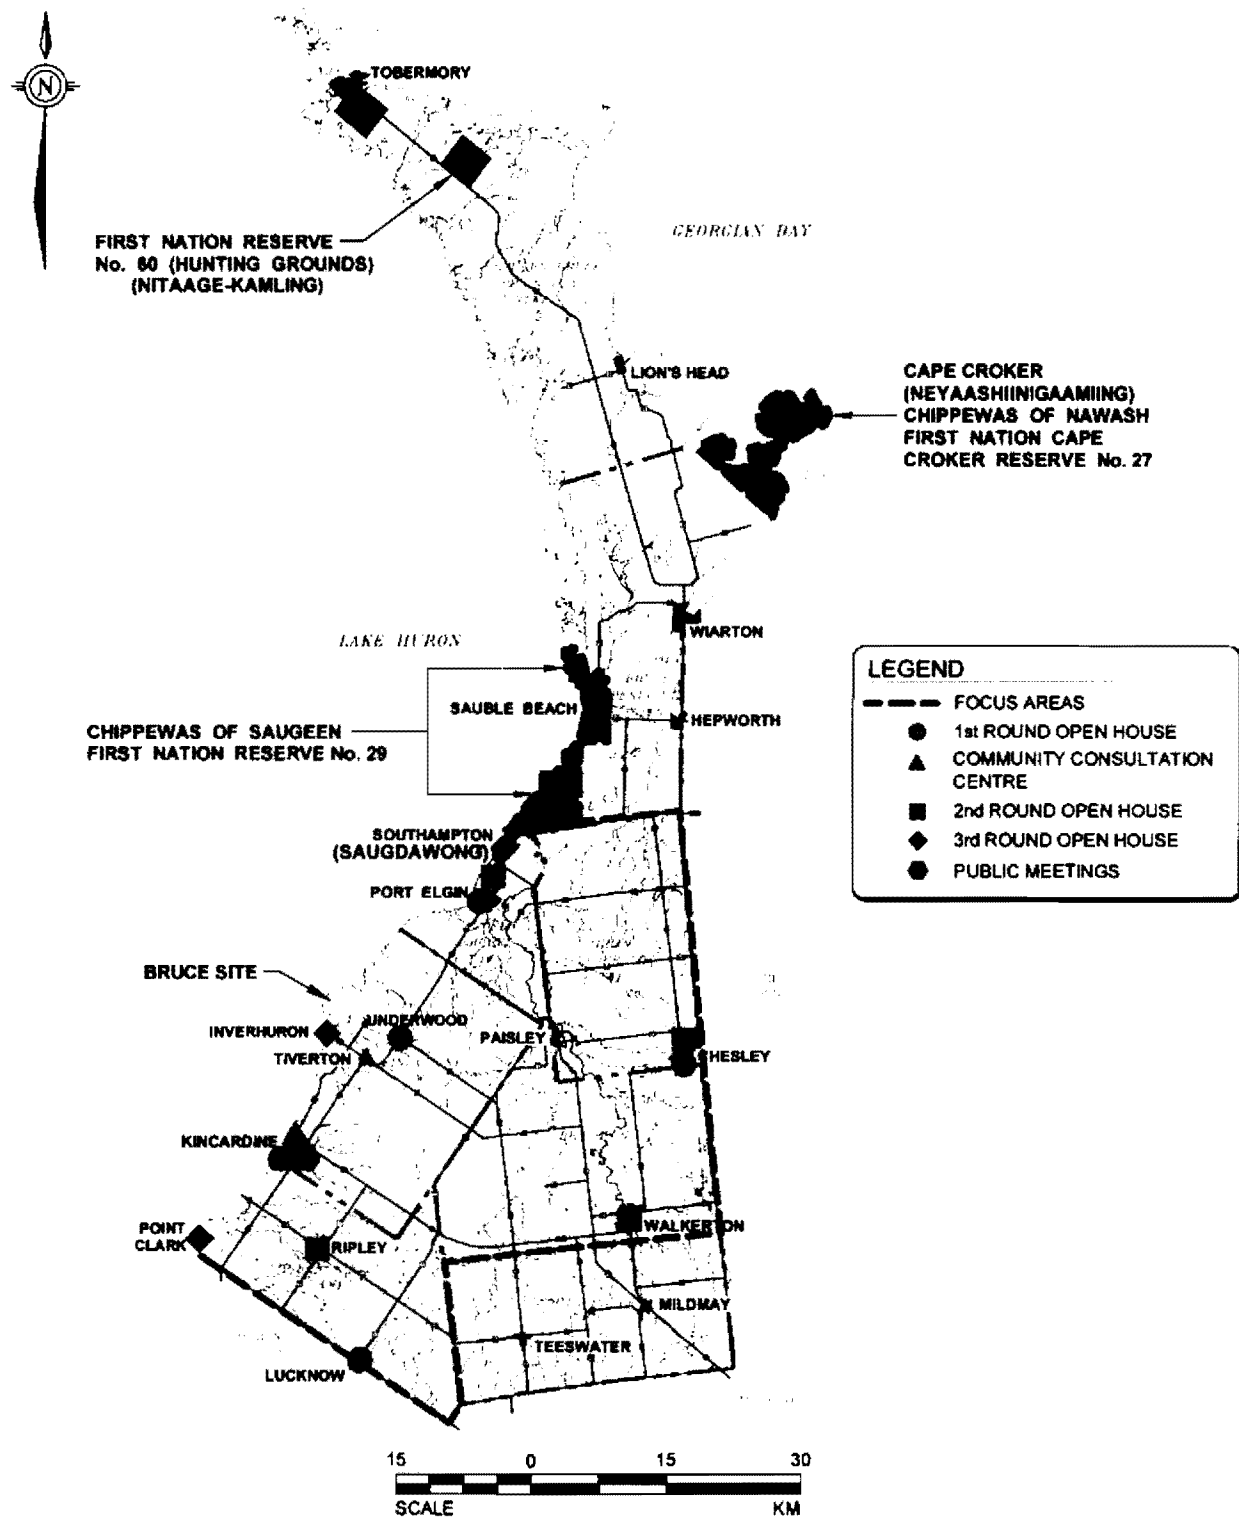 N
TOBERMORY
FIRST NATION RESERVE
No. 60 (HUNTING GROUNDS)
(NITAAGE-KAMLING)
GEORGIAN BAY
LION'S HEAD
CAPE CROKER
(NEYAASHIINIGAAMIING)
CHIPPEWAS OF NAWASH
FIRST NATION CAPE
CROKER RESERVE No. 27
WIARTON
LAKE HURON
SAUBLE BEACH
HEPWORTH
CHIPPEWAS OF SAUGEEN
FIRST NATION RESERVE No. 29
LEGEND
FOCUS AREAS
1st ROUND OPEN HOUSE
COMMUNITY CONSULTATION
CENTRE
2nd ROUND OPEN HOUSE
3rd ROUND OPEN HOUSE
PUBLIC MEETINGS
SOUTHAMPTON
(SAUGDAWONG)
PORT ELGIN
BRUCE SITE
INVERHURON
UNDERWOOD
TIVERTON
PAISLEY
HESLEY
KINCARDINE
POINT
CLARK
RIPLEY
WALKERTON
MILDMAY
TEESWATER
LUCKNOW
15 0 15 30
SCALE KM